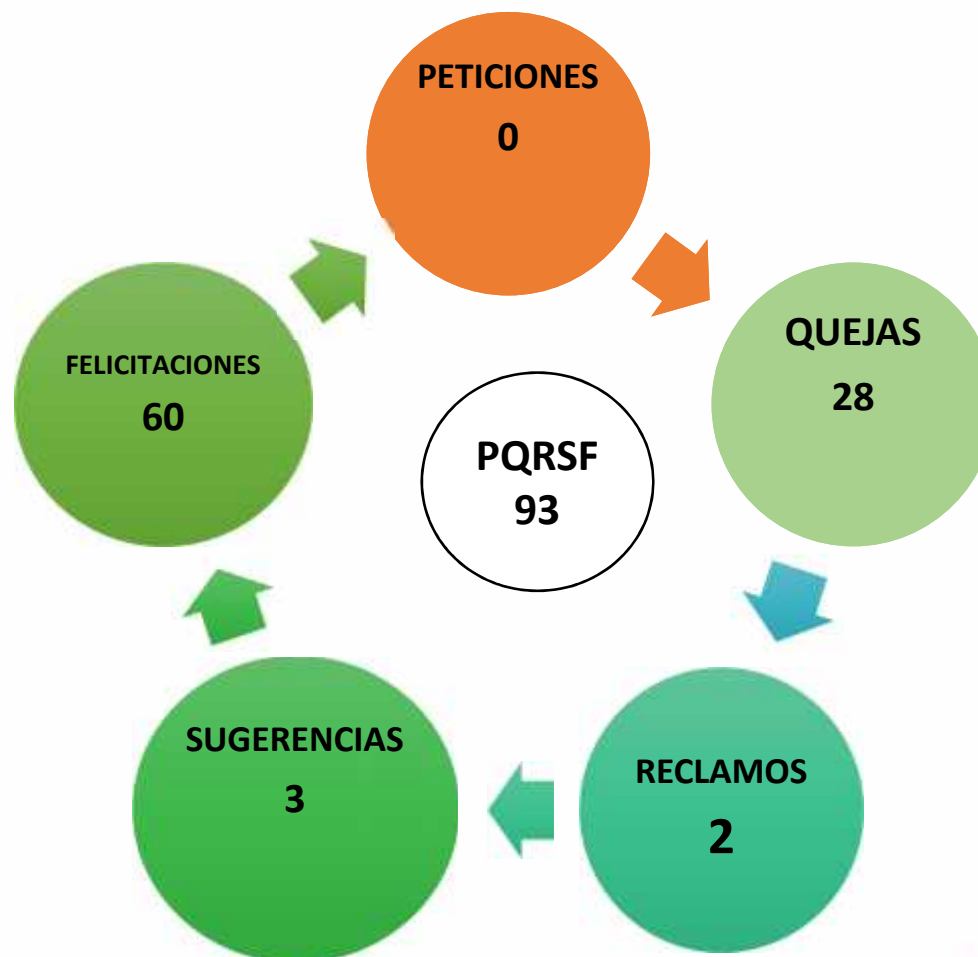 PETICIONES
0
QUEJAS
28
RECLAMOS
2
SUGERENCIAS
3
FELICITACIONES
60
PQRSF
93